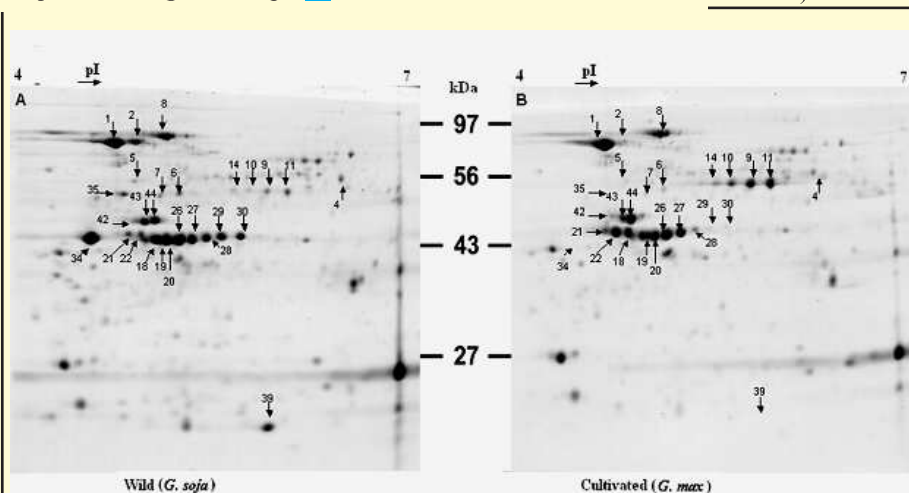 4 pI 7
kDa
4 pI 7
A
B
97
56
43
27
1 2 8
5
7 6 14 10 9 11
35 43 44 4
42 26 27 29 30
34 21 22 18 19 20 28
39
1 2 8
5 6 14 10 9 11
7
35 43 44 4
42 26 27 29 30
21
34 22 18 19 20 28
39
Wild (G. soja)
Cultivated (G. max)